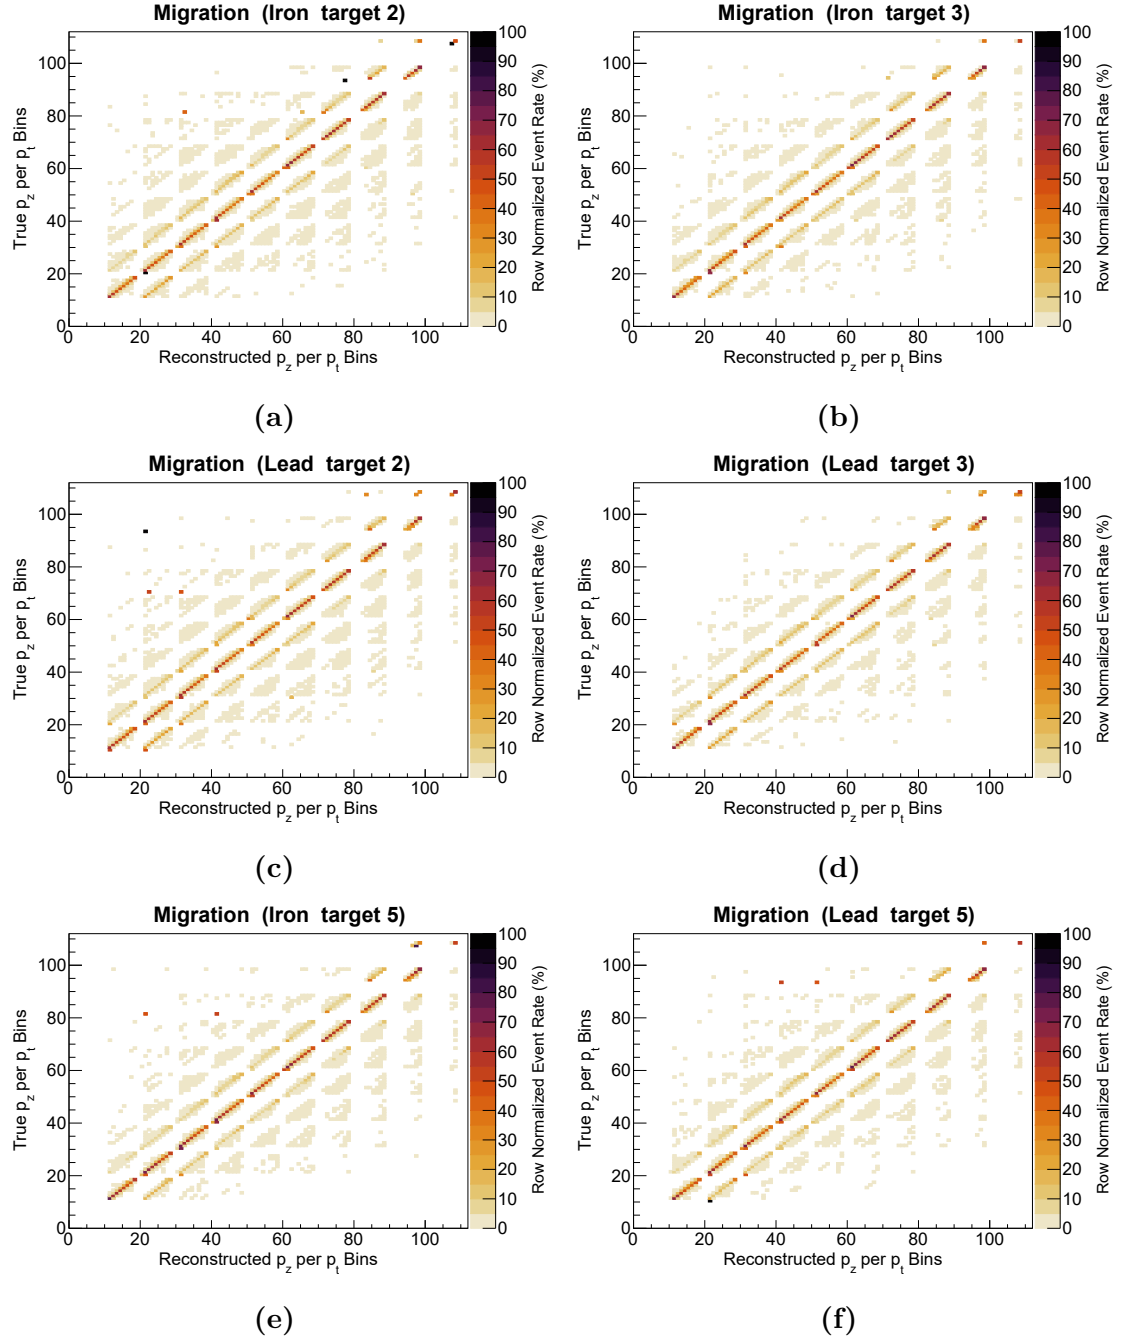 Migration (Iron target 2)
True p_z per p_t Bins
100
80
60
40
20
0
0 20 40 60 80 100
Reconstructed p_z per p_t Bins
100
90
80
70
60
50
40
30
20
10
0
Row Normalized Event Rate (%)
(a)
Migration (Iron target 3)
True p_z per p_t Bins
100
80
60
40
20
0
0 20 40 60 80 100
Reconstructed p_z per p_t Bins
100
90
80
70
60
50
40
30
20
10
0
Row Normalized Event Rate (%)
(b)
Migration (Lead target 2)
True p_z per p_t Bins
100
80
60
40
20
0
0 20 40 60 80 100
Reconstructed p_z per p_t Bins
100
90
80
70
60
50
40
30
20
10
0
Row Normalized Event Rate (%)
(c)
Migration (Lead target 3)
True p_z per p_t Bins
100
80
60
40
20
0
0 20 40 60 80 100
Reconstructed p_z per p_t Bins
100
90
80
70
60
50
40
30
20
10
0
Row Normalized Event Rate (%)
(d)
Migration (Iron target 5)
True p_z per p_t Bins
100
80
60
40
20
0
0 20 40 60 80 100
Reconstructed p_z per p_t Bins
100
90
80
70
60
50
40
30
20
10
0
Row Normalized Event Rate (%)
(e)
Migration (Lead target 5)
True p_z per p_t Bins
100
80
60
40
20
0
0 20 40 60 80 100
Reconstructed p_z per p_t Bins
100
90
80
70
60
50
40
30
20
10
0
Row Normalized Event Rate (%)
(f)